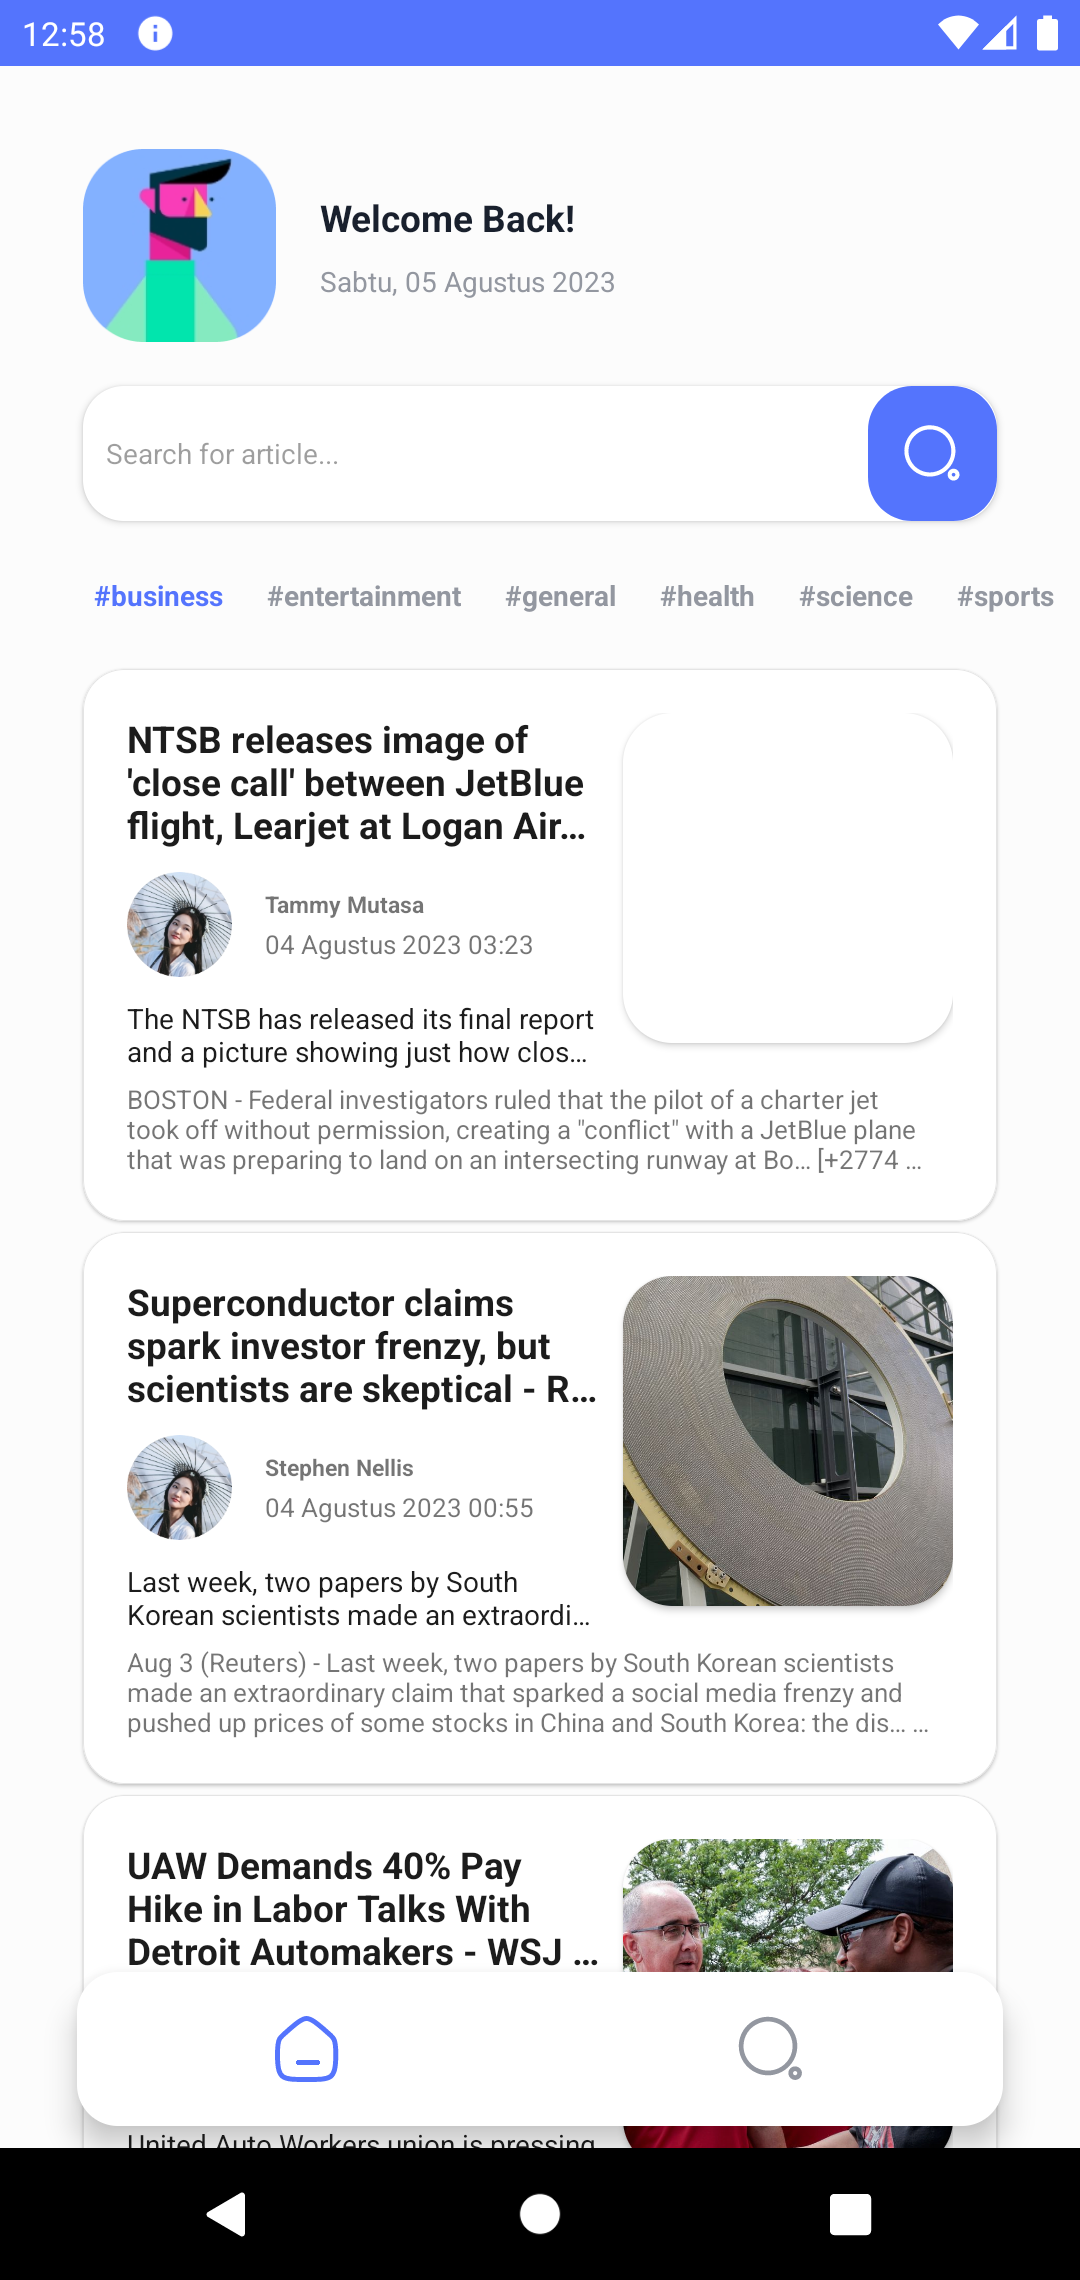 12:58
Welcome Back!
Sabtu, 05 Agustus 2023
Search for article...
#business #entertainment #general #health #science #sports
NTSB releases image of
'close call' between JetBlue
flight, Learjet at Logan Air...
Tammy Mutasa
04 Agustus 2023 03:23
The NTSB has released its final report
and a picture showing just how clos...
BOSTON - Federal investigators ruled that the pilot of a charter jet
took off without permission, creating a "conflict" with a JetBlue plane
that was preparing to land on an intersecting runway at Bo... [+2774 ...
Superconductor claims
spark investor frenzy, but
scientists are skeptical - R...
Stephen Nellis
04 Agustus 2023 00:55
Last week, two papers by South
Korean scientists made an extraordi...
Aug 3 (Reuters) - Last week, two papers by South Korean scientists
made an extraordinary claim that sparked a social media frenzy and
pushed up prices of some stocks in China and South Korea: the dis... ...
UAW Demands 40% Pay
Hike in Labor Talks With
Detroit Automakers - WSJ ...
United Auto Workers union is pressing